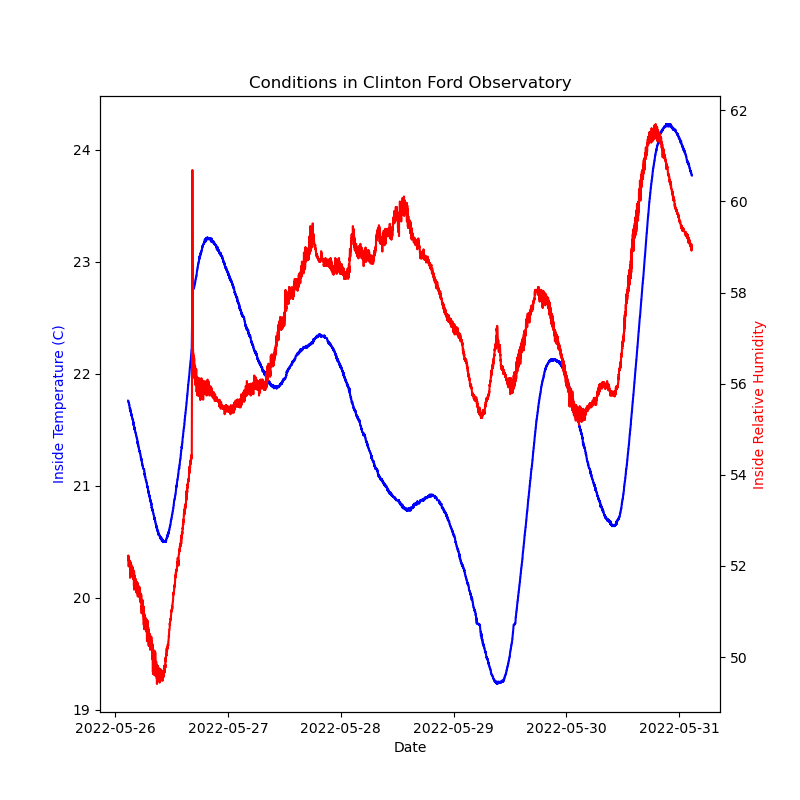 Conditions in Clinton Ford Observatory
Inside Temperature (C)
24
23
22
21
20
19
62
60
58
56
54
52
50
Inside Relative Humidity
2022-05-26 2022-05-27 2022-05-28 2022-05-29 2022-05-30 2022-05-31
Date